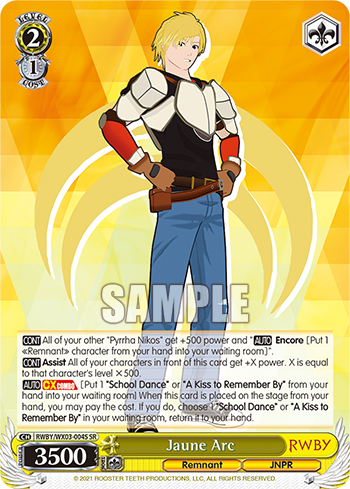 LEVEL
2
1
COST
SAMPLE
CONT All of your other "Pyrrha Nikos" get +500 power and "AUTO Encore [Put 1
«Remnant» character from your hand into your waiting room]".
CONT Assist All of your characters in front of this card get +X power. X is equal
to that character's level ×500.
AUTO CX COMBO [Put 1 "School Dance" or "A Kiss to Remember By" from your
hand into your waiting room] When this card is placed on the stage from your
hand, you may pay the cost. If you do, choose 1 "School Dance" or "A Kiss to
Remember By" in your waiting room, return it to your hand.
CH RWBY/WX03-004S SR
Jaune Arc
RWBY
POWER
3500
Remnant
JNPR
©2021 ROOSTER TEETH PRODUCTIONS, LLC, ALL RIGHTS RESERVED.